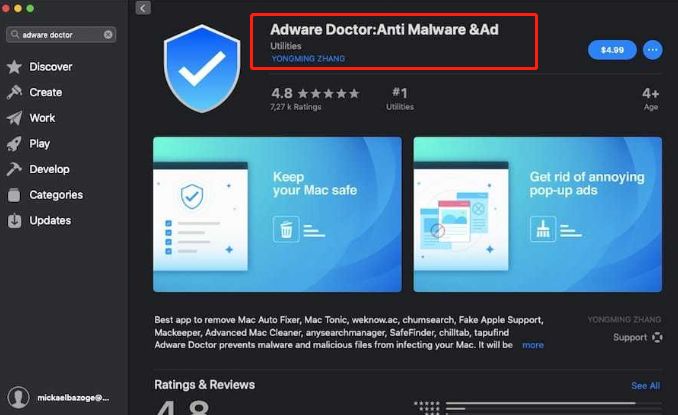 adware doctor
Discover
Create
Work
Play
Develop
Categories
Updates
mickaelbazoge@...
Adware Doctor:Anti Malware &Ad
Utilities
YONGMING ZHANG
$4.99
4.8
7,27 k Ratings
#1
Utilities
4+
Age
Keep
your Mac safe
Get rid of annoying
pop-up ads
Best app to remove Mac Auto Fixer, Mac Tonic, weknow.ac, chumsearch, Fake Apple Support,
Mackeeper, Advanced Mac Cleaner, anysearchmanager, SafeFinder, chilltab, tapufind
Adware Doctor prevents malware and malicious files from infecting your Mac. It will be more
YONGMING ZHANG
Support
Ratings & Reviews
See All
4.8